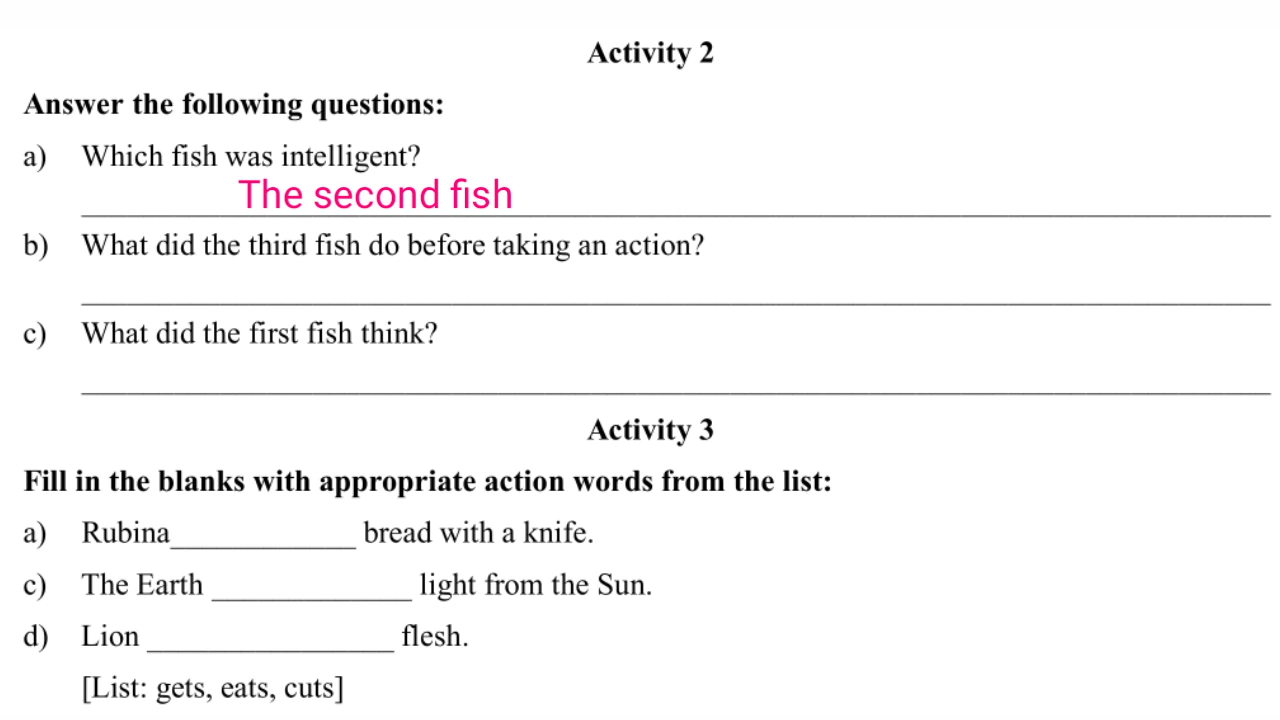 Activity 2
Answer the following questions:
a) Which fish was intelligent?
The second fish
b) What did the third fish do before taking an action?
c) What did the first fish think?
Activity 3
Fill in the blanks with appropriate action words from the list:
a) Rubina____________ bread with a knife.
c) The Earth _____________ light from the Sun.
d) Lion ________________ flesh.
[List: gets, eats, cuts]